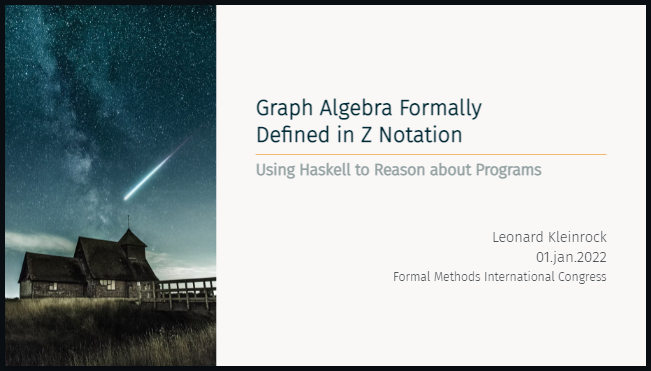 Graph Algebra Formally
Defined in Z Notation
Using Haskell to Reason about Programs
Leonard Kleinrock
01.jan.2022
Formal Methods International Congress